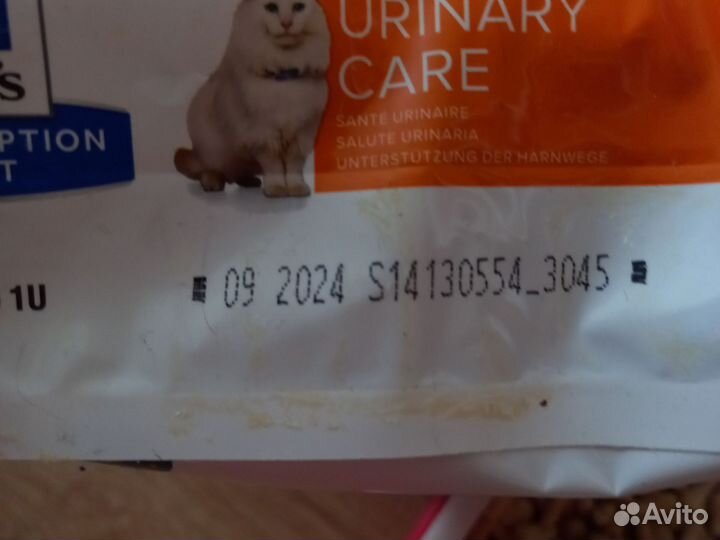 URINARY
CARE
SANTÉ URINAIRE
SALUTE URINARIA
UNTERSTÜTZUNG DER HARNWEGE
's
PTION
T
09 2024 S14130554_3045
1U
Avito